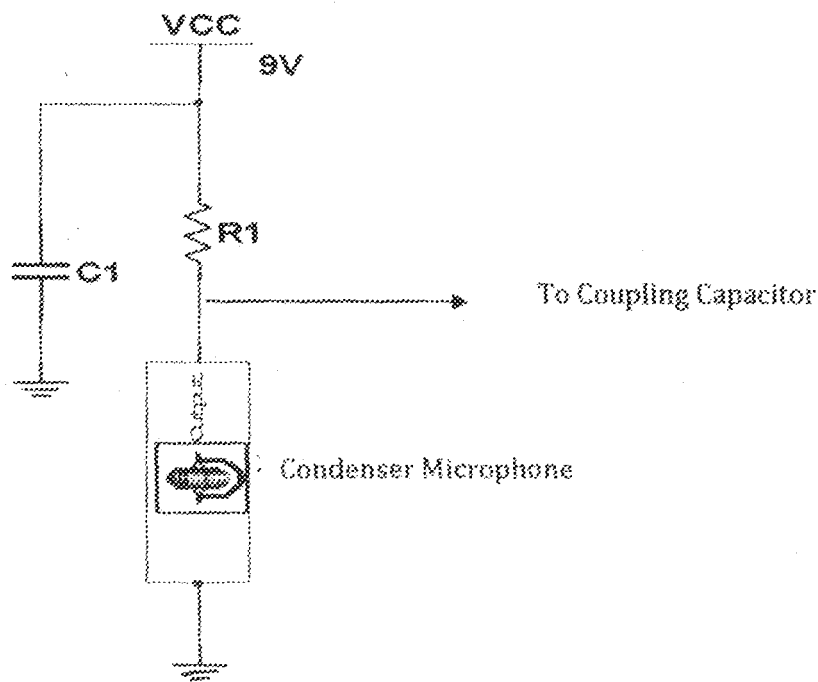 VCC
9V
R1
C1
To Coupling Capacitor
Output
Condenser Microphone